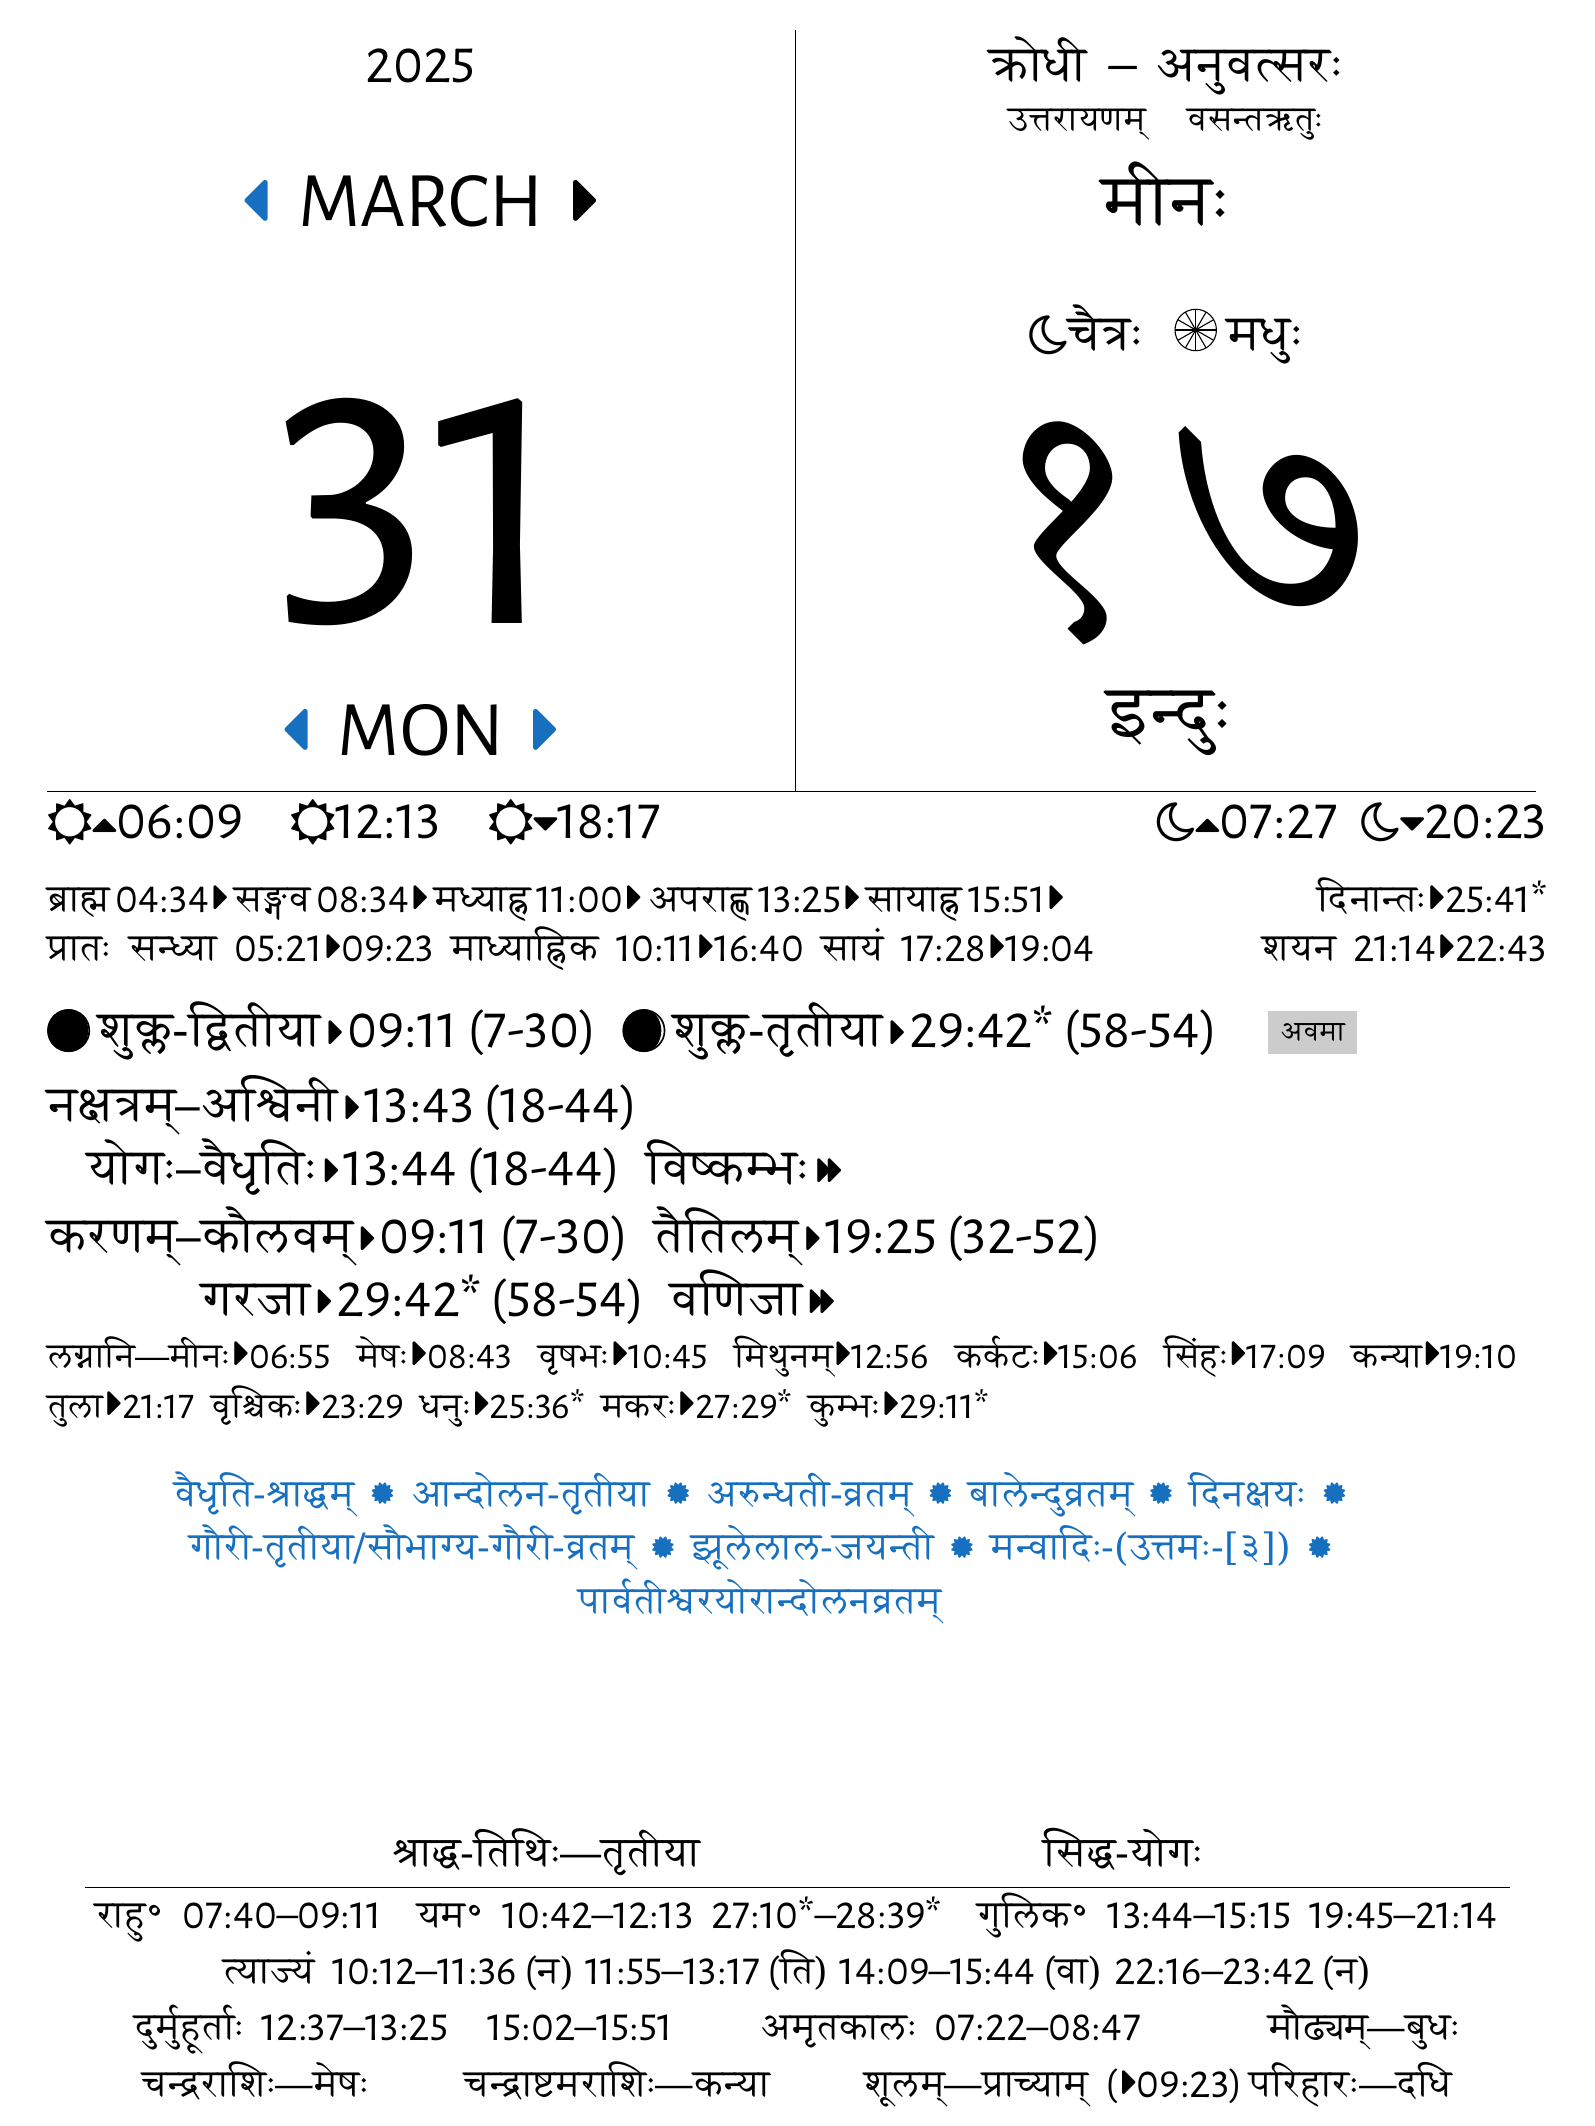 2025
MARCH
31
MON
क्रोधी – अनुवत्सरः
उत्तरायणम् वसन्तऋतुः
मीनः
चैत्रः मधुः
१७
इन्दुः
06:09 12:13 18:17 07:27 20:23
ब्राह्म 04:34 सङ्गव 08:34 मध्याह्न 11:00 अपराह्ण 13:25 सायाह्न 15:51 दिनान्तः 25:41*
प्रातः सन्ध्या 05:21 09:23 माध्याह्निक 10:11 16:40 सायं 17:28 19:04 शयन 21:14 22:43
शुक्ल-द्वितीया 09:11 (7-30) शुक्ल-तृतीया 29:42* (58-54) अवमा
नक्षत्रम्–अश्विनी 13:43 (18-44)
योगः–वैधृतिः 13:44 (18-44) विष्कम्भः
करणम्–कौलवम् 09:11 (7-30) तैतिलम् 19:25 (32-52)
गरजा 29:42* (58-54) वणिजा
लग्नानि—मीनः 06:55 मेषः 08:43 वृषभः 10:45 मिथुनम् 12:56 कर्कटः 15:06 सिंहः 17:09 कन्या 19:10
तुला 21:17 वृश्चिकः 23:29 धनुः 25:36* मकरः 27:29* कुम्भः 29:11*
वैधृति-श्राद्धम् ✹ आन्दोलन-तृतीया ✹ अरुन्धती-व्रतम् ✹ बालेन्दुव्रतम् ✹ दिनक्षयः ✹
गौरी-तृतीया/सौभाग्य-गौरी-व्रतम् ✹ झूलेलाल-जयन्ती ✹ मन्वादिः-(उत्तमः-[३]) ✹
पार्वतीश्वरयोरान्दोलनव्रतम्
श्राद्ध-तिथिः—तृतीया सिद्ध-योगः
राहु॰ 07:40–09:11 यम॰ 10:42–12:13 27:10*–28:39* गुलिक॰ 13:44–15:15 19:45–21:14
त्याज्यं 10:12–11:36 (न) 11:55–13:17 (ति) 14:09–15:44 (वा) 22:16–23:42 (न)
दुर्मुहूर्ताः 12:37–13:25 15:02–15:51 अमृतकालः 07:22–08:47 मौढ्यम्—बुधः
चन्द्रराशिः—मेषः चन्द्राष्टमराशिः—कन्या शूलम्—प्राच्याम् ( 09:23) परिहारः—दधि